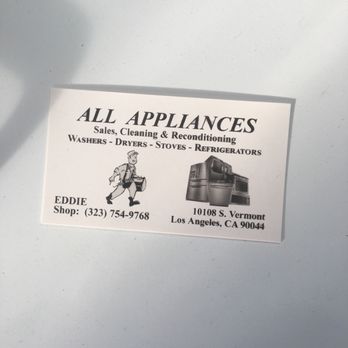 ALL APPLIANCES
Sales, Cleaning & Reconditioning
WASHERS - DRYERS - STOVES - REFRIGERATORS
EDDIE
Shop: (323) 754-9768
10108 S. Vermont
Los Angeles, CA 90044